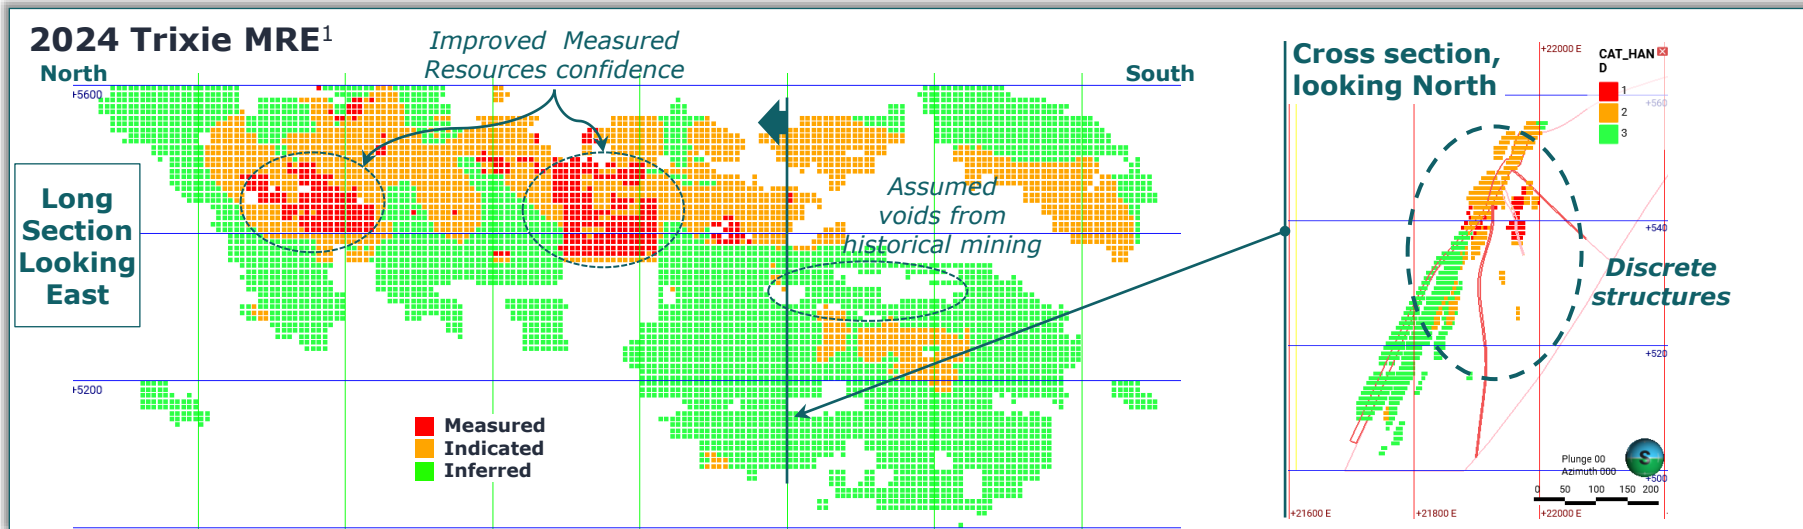 2024 Trixie MRE1
North
Improved Measured
Resources confidence
South
+5600
Long
Section
Looking
East
Assumed
voids from
historical mining
+5200
Measured
Indicated
Inferred
Cross section,
looking North
+22000 E
CAT_HAN
D
1
2
3
+560
+540
Discrete
structures
+520
Plunge 00
Azimuth 000
S
+500
0 50 100 150 200
+21600 E
+21800 E
+22000 E